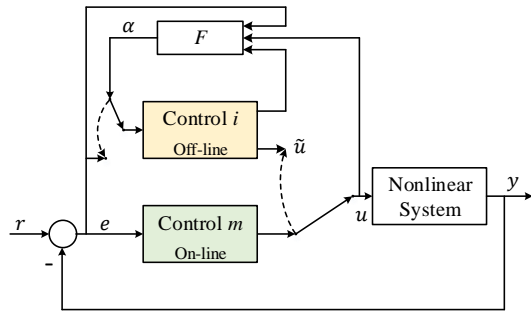 α
F
Control i
Off-line
ũ
r
e
Control m
On-line
u
Nonlinear
System
y
-